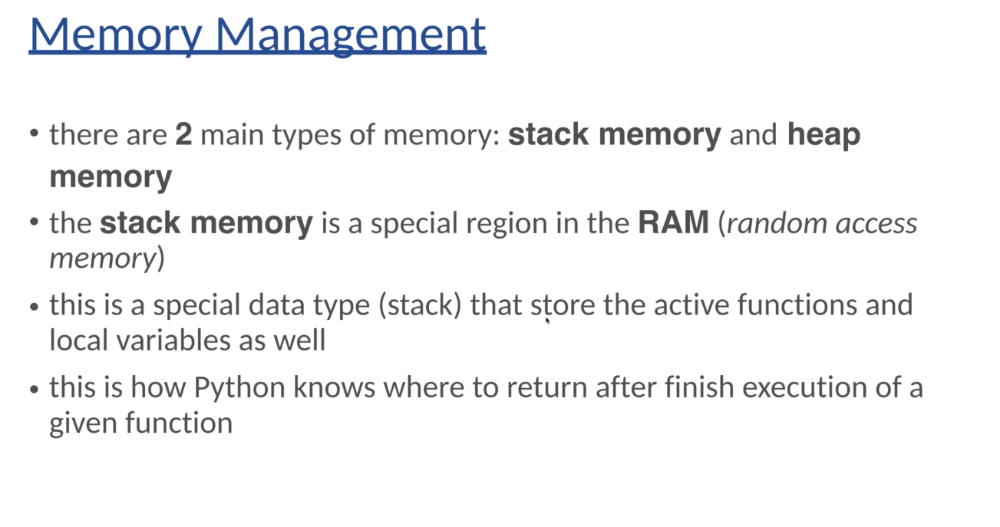 Memory Management
• there are 2 main types of memory: stack memory and heap
memory
• the stack memory is a special region in the RAM (random access
memory)
• this is a special data type (stack) that store the active functions and
local variables as well
• this is how Python knows where to return after finish execution of a
given function